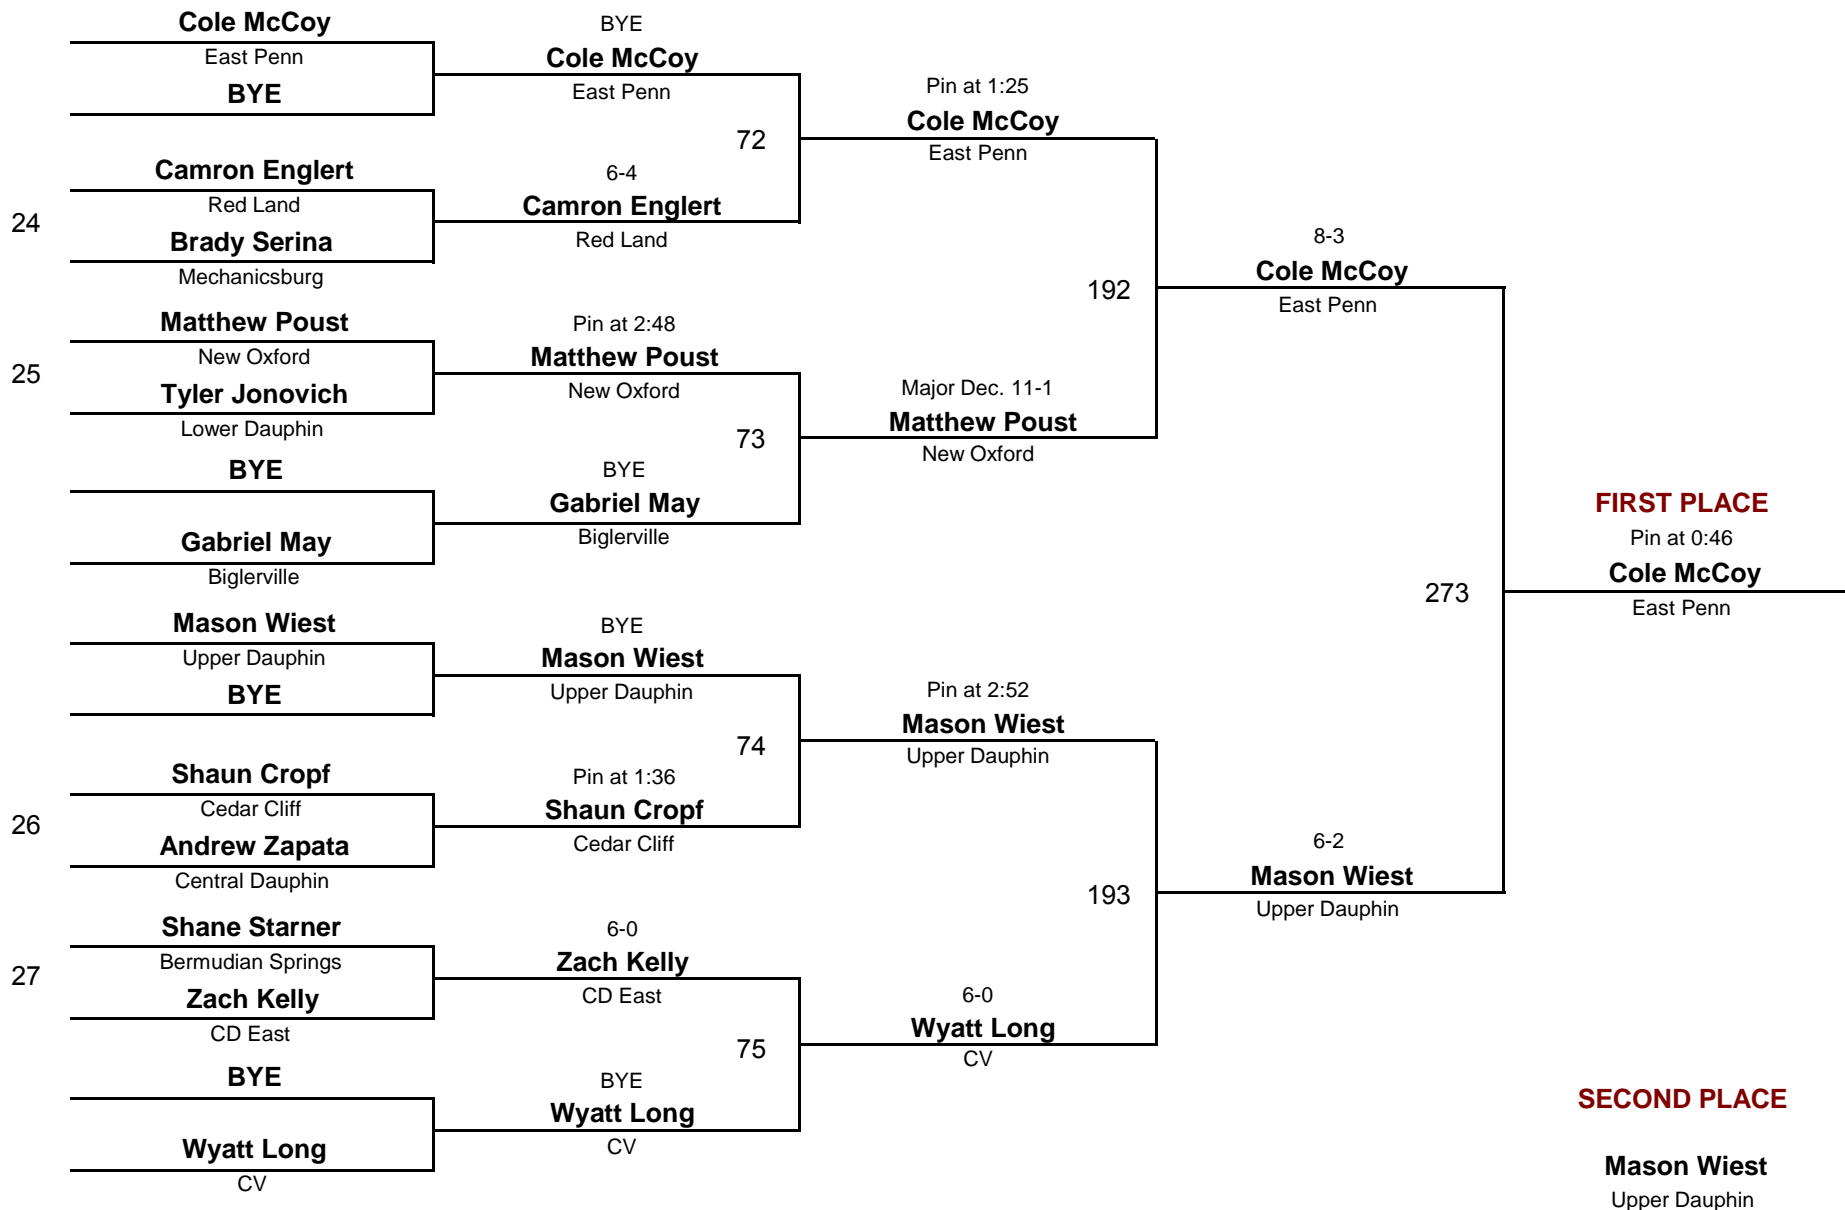 Cole McCoy
East Penn
BYE
24
Camron Englert
Red Land
Brady Serina
Mechanicsburg
25
Matthew Poust
New Oxford
Tyler Jonovich
Lower Dauphin
BYE
Gabriel May
Biglerville
Mason Wiest
Upper Dauphin
BYE
26
Shaun Cropf
Cedar Cliff
Andrew Zapata
Central Dauphin
27
Shane Starner
Bermudian Springs
Zach Kelly
CD East
BYE
Wyatt Long
CV
BYE
Cole McCoy
East Penn
72
6-4
Camron Englert
Red Land
Pin at 2:48
Matthew Poust
New Oxford
73
BYE
Gabriel May
Biglerville
BYE
Mason Wiest
Upper Dauphin
74
Pin at 1:36
Shaun Cropf
Cedar Cliff
6-0
Zach Kelly
CD East
75
BYE
Wyatt Long
CV
Pin at 1:25
Cole McCoy
East Penn
192
Major Dec. 11-1
Matthew Poust
New Oxford
Pin at 2:52
Mason Wiest
Upper Dauphin
193
6-0
Wyatt Long
CV
8-3
Cole McCoy
East Penn
273
6-2
Mason Wiest
Upper Dauphin
FIRST PLACE
Pin at 0:46
Cole McCoy
East Penn
SECOND PLACE
Mason Wiest
Upper Dauphin